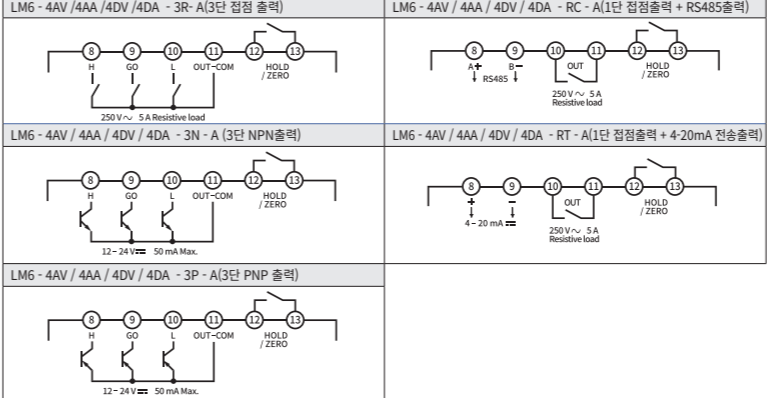 LM6 - 4AV /4AA /4DV /4DA - 3R- A(3단 접점 출력)
8 9 10 11 12 13
H GO L OUT-COM HOLD
/ ZERO
250 V～ 5 A Resistive load
LM6 - 4AV / 4AA / 4DV / 4DA - RC - A(1단 접점출력 + RS485출력)
8 9 10 11 12 13
A+ B- OUT HOLD
/ ZERO
RS485
250 V～ 5 A
Resistive load
LM6 - 4AV / 4AA / 4DV / 4DA - 3N - A (3단 NPN출력)
8 9 10 11 12 13
H GO L OUT-COM HOLD
/ ZERO
12 - 24 V⎓ 50 mA Max.
LM6 - 4AV / 4AA / 4DV / 4DA - RT - A(1단 접점출력 + 4-20mA 전송출력)
8 9 10 11 12 13
+ - OUT HOLD
/ ZERO
4 - 20 mA ⎓
250 V～ 5 A
Resistive load
LM6 - 4AV / 4AA / 4DV / 4DA - 3P - A(3단 PNP 출력)
8 9 10 11 12 13
H GO L OUT-COM HOLD
/ ZERO
12 - 24 V⎓ 50 mA Max.